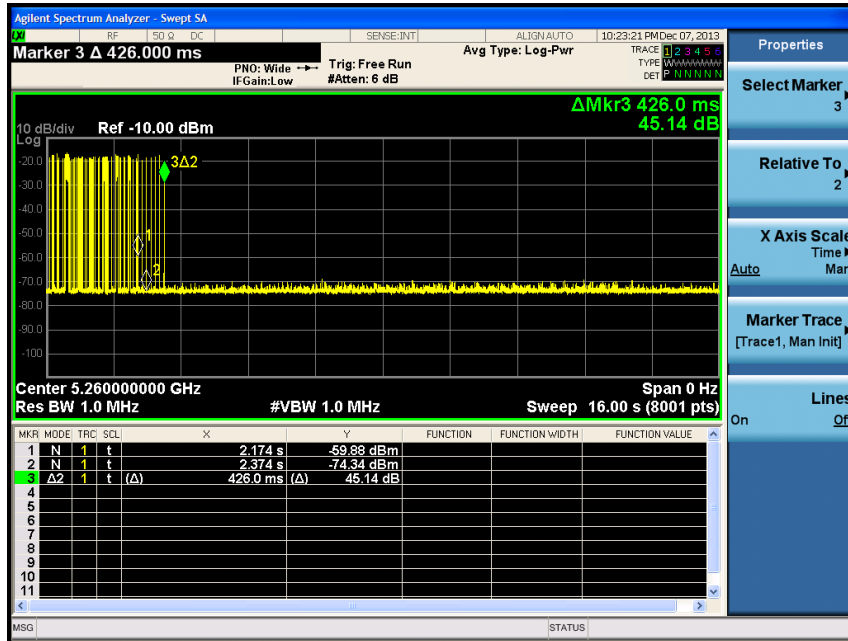 Agilent Spectrum Analyzer - Swept SA
LXI RF 50 Ω DC SENSE:INT ALIGN AUTO 10:23:21 PM Dec 07, 2013
Marker 3 Δ 426.000 ms
PNO: Wide
IFGain:Low
Trig: Free Run
#Atten: 6 dB
Avg Type: Log-Pwr
TRACE 1 2 3 4 5 6
TYPE WWWWWW
DET P N N N N N
ΔMkr3 426.0 ms
45.14 dB
10 dB/div Ref -10.00 dBm
Log
-20.0
-30.0
-40.0
-50.0
-60.0
-70.0
-80.0
-90.0
-100
3Δ2
1
2
Center 5.260000000 GHz Span 0 Hz
Res BW 1.0 MHz #VBW 1.0 MHz Sweep 16.00 s (8001 pts)
MKR MODE TRC SCL X Y FUNCTION FUNCTION WIDTH FUNCTION VALUE
1 N 1 t 2.174 s -59.88 dBm
2 N 1 t 2.374 s -74.34 dBm
3 Δ2 1 t (Δ) 426.0 ms (Δ) 45.14 dB
4
5
6
7
8
9
10
11
MSG STATUS
Properties
Select Marker
3
Relative To
2
X Axis Scale
Time
Auto Man
Marker Trace
[Trace1, Man Init]
Lines
On Of